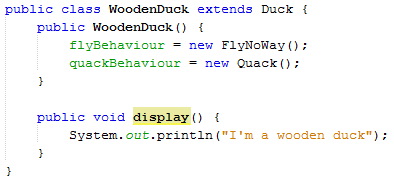 public class WoodenDuck extends Duck {
    public WoodenDuck() {
        flyBehaviour = new FlyNoWay();
        quackBehaviour = new Quack();
    }

    public void display() {
        System.out.println("I'm a wooden duck");
    }
}